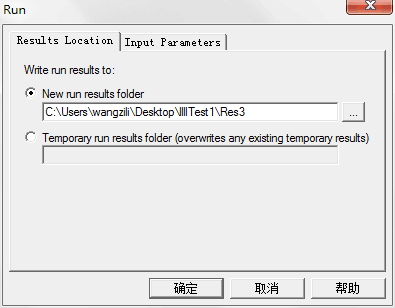 Run
Results Location
Input Parameters
Write run results to:
New run results folder
C:\Users\wangzili\Desktop\llllTest1\Res3
...
Temporary run results folder (overwrites any existing temporary results)
确定
取消
帮助